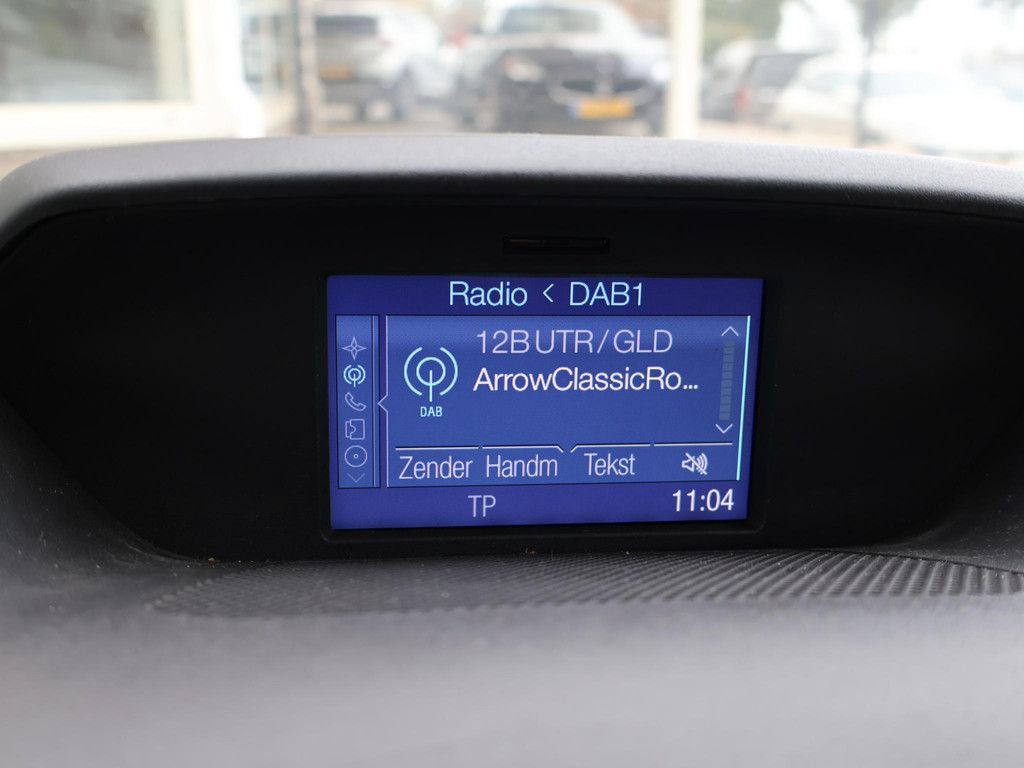 Radio < DAB1
12B UTR/GLD
ArrowClassicRo...
DAB
Zender Handm Tekst
TP 11:04